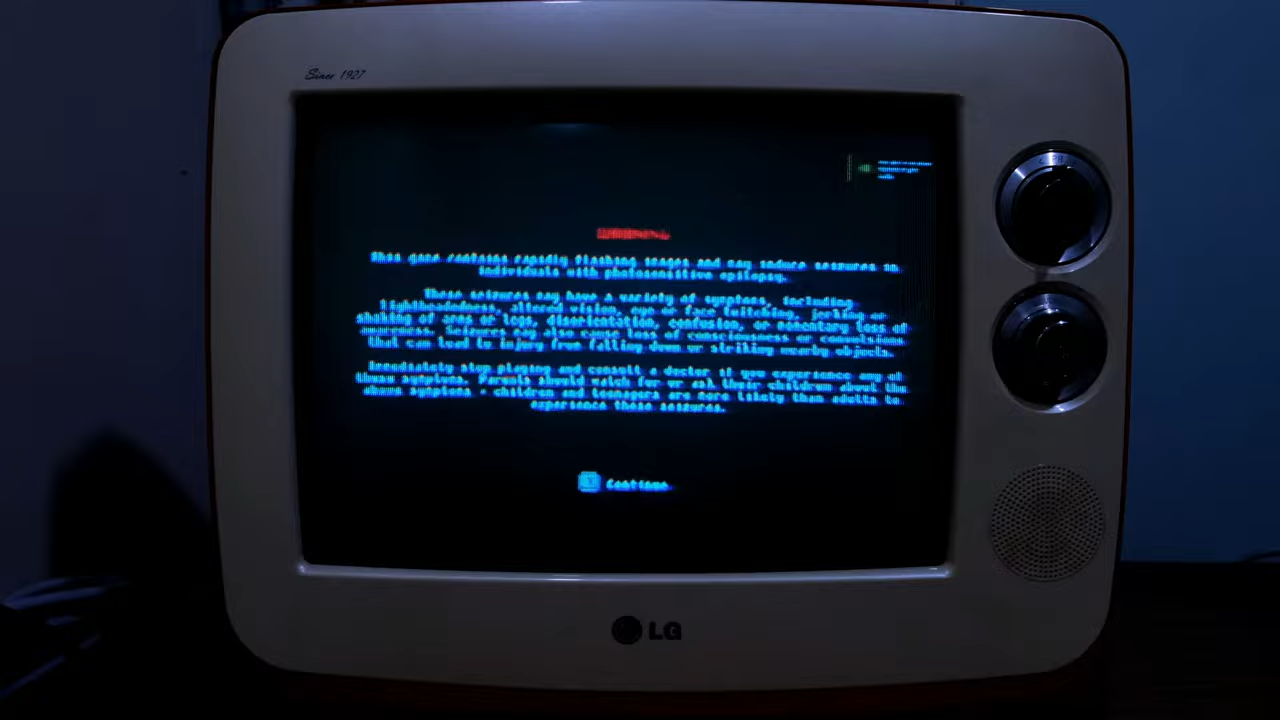 Since 1927
WARNING
This game contains rapidly flashing images and may induce seizures in
individuals with photosensitive epilepsy.
These seizures may have a variety of symptoms, including
lightheadedness, altered vision, eye or face twitching, jerking or
shaking of arms or legs, disorientation, confusion, or momentary loss of
awareness. Seizures may also cause loss of consciousness or convulsions
that can lead to injury from falling down or striking nearby objects.
Immediately stop playing and consult a doctor if you experience any of
these symptoms. Parents should watch for or ask their children about the
above symptoms - children and teenagers are more likely than adults to
experience these seizures.
Continue
LG